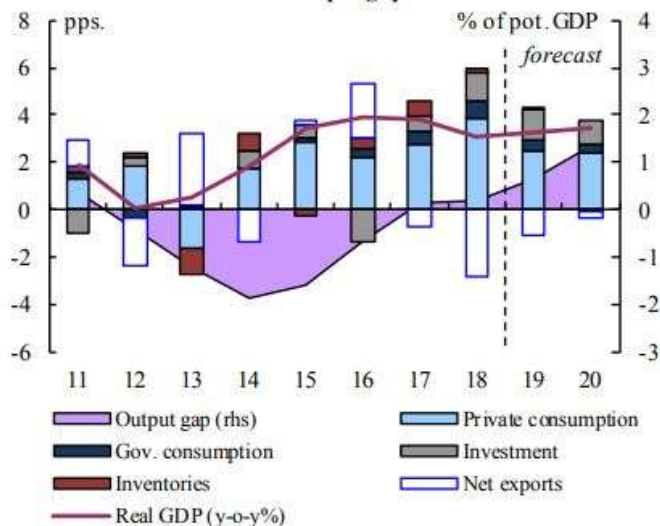 8 pps. % of pot. GDP 4
forecast
6 3
4 2
2 1
0 0
-2 -1
-4 -2
-6 -3
11 12 13 14 15 16 17 18 19 20
Output gap (rhs) Private consumption
Gov. consumption Investment
Inventories Net exports
Real GDP (y-o-y%)